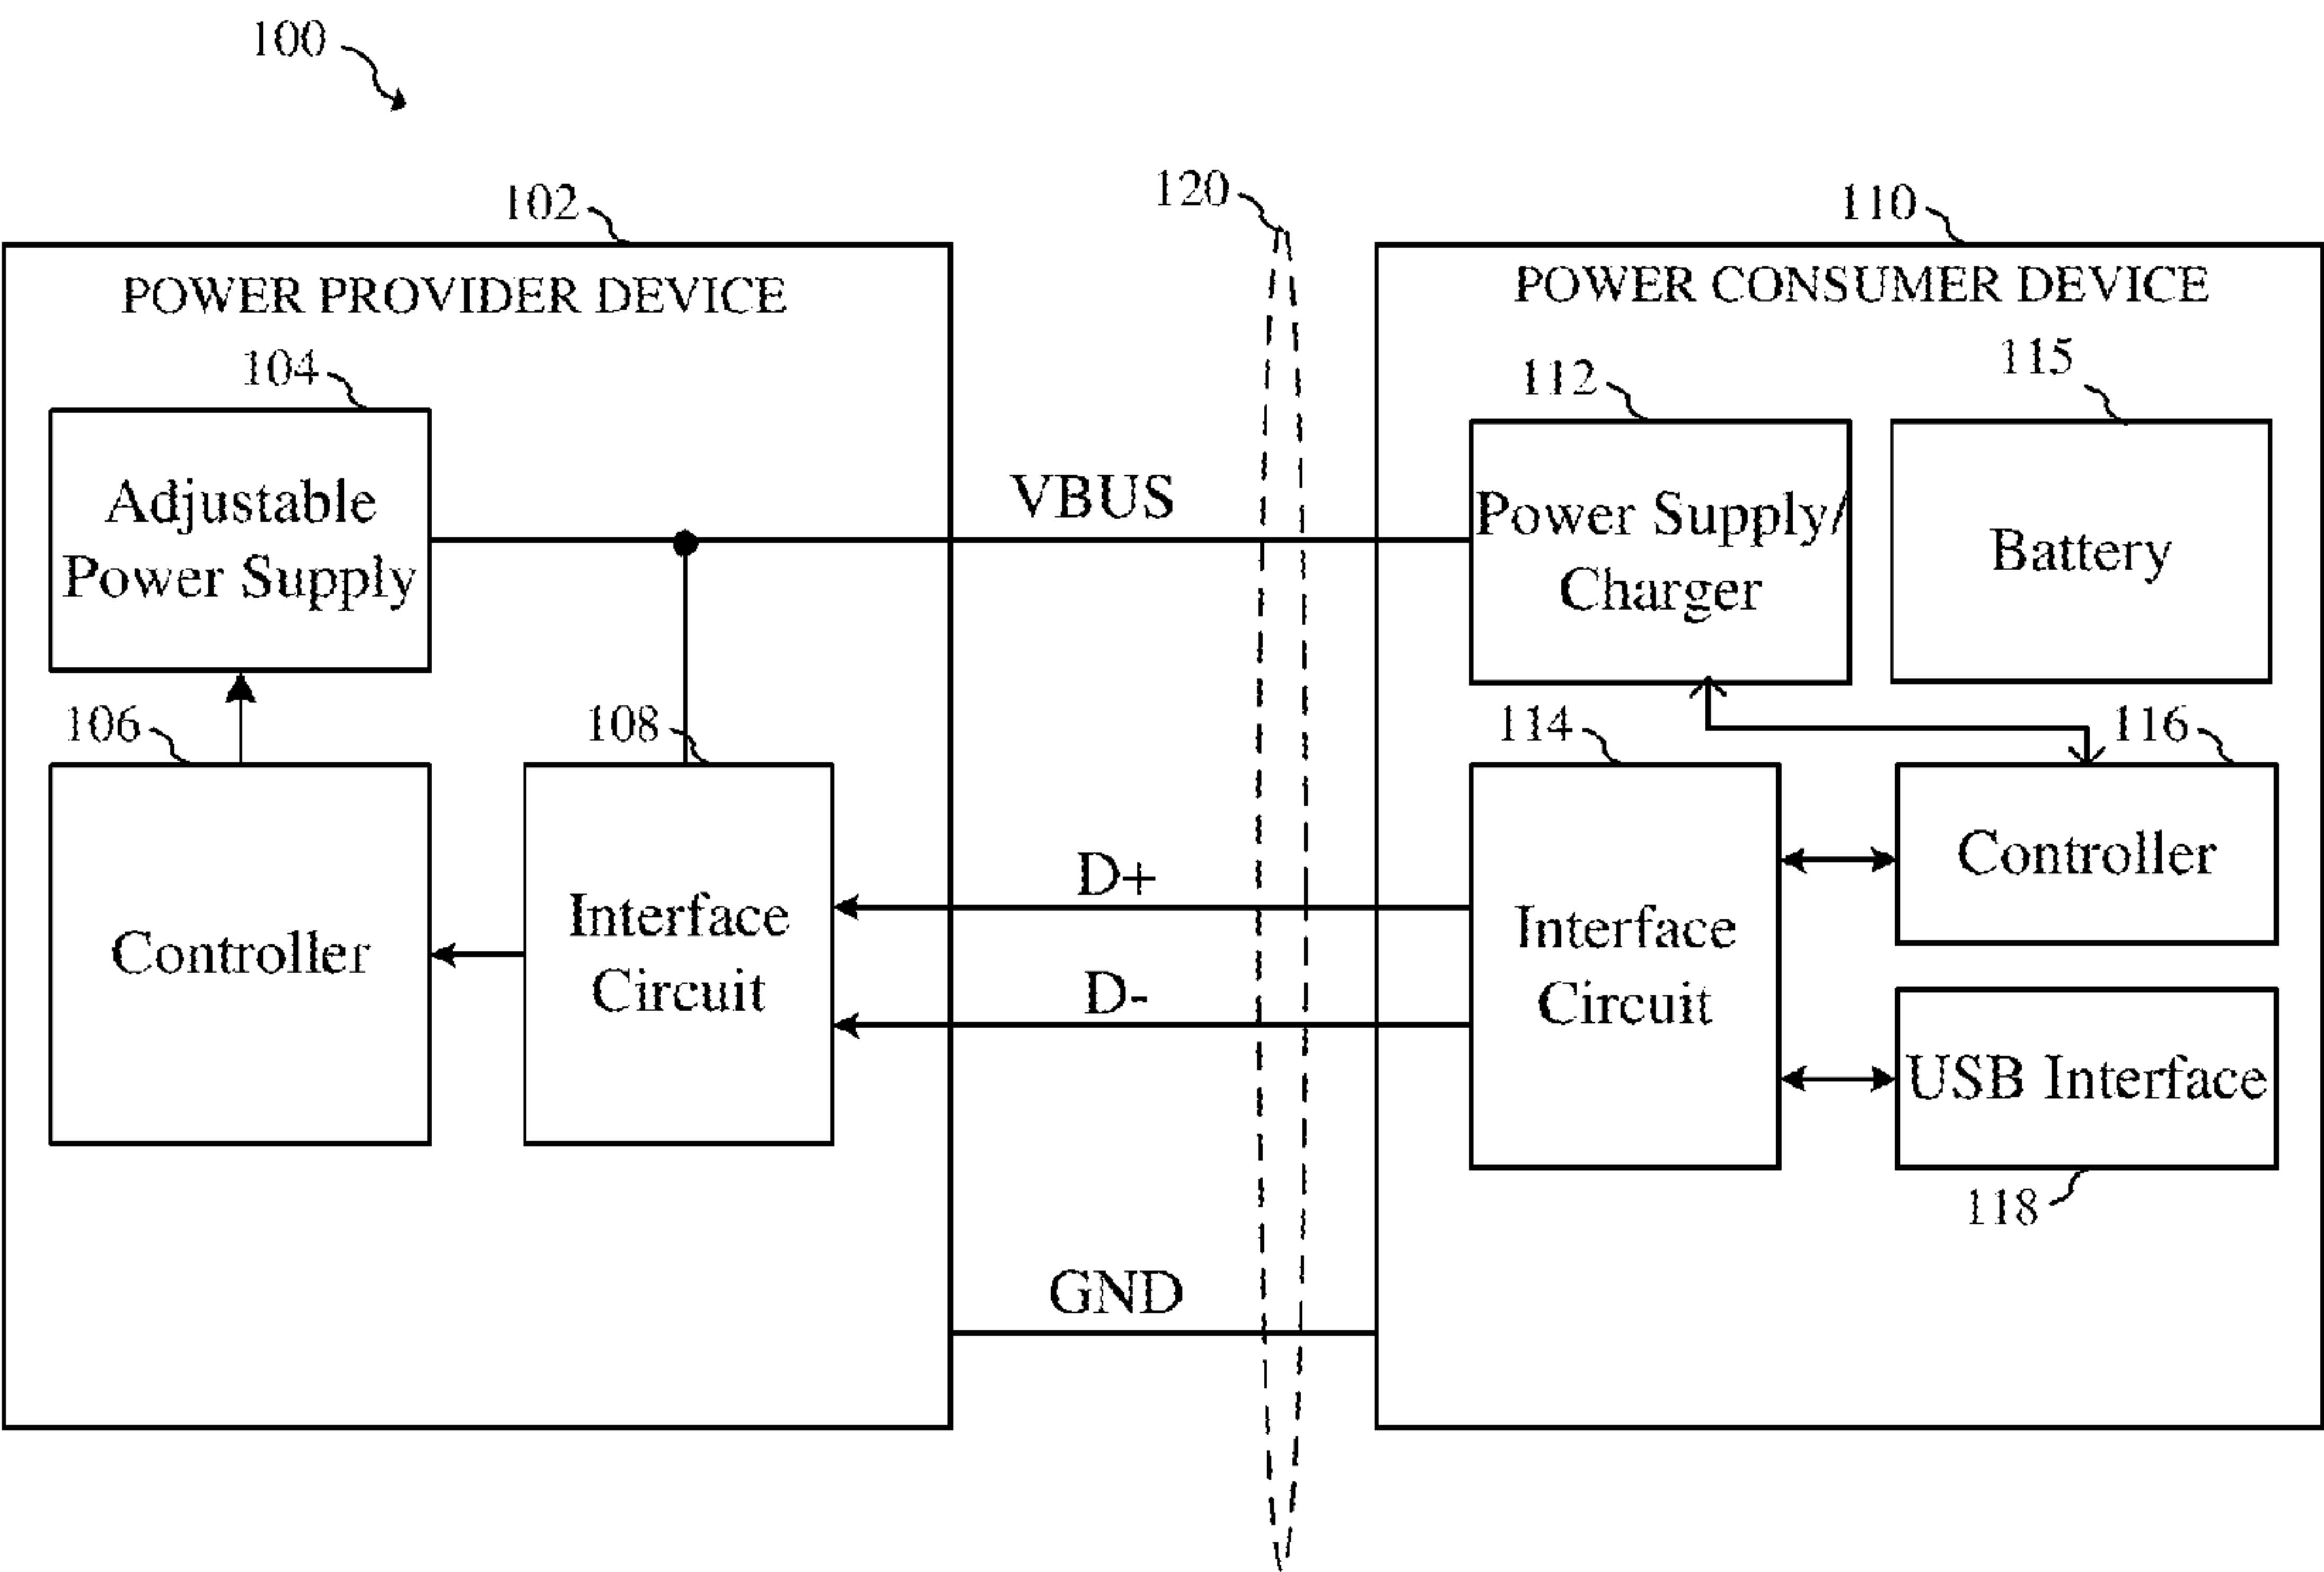 100
102
120
110
POWER PROVIDER DEVICE
POWER CONSUMER DEVICE
104
112
115
Adjustable
Power Supply
VBUS
Power Supply/
Charger
Battery
106
108
114
116
Controller
Interface
Circuit
D+
D-
Interface
Circuit
Controller
USB Interface
118
GND